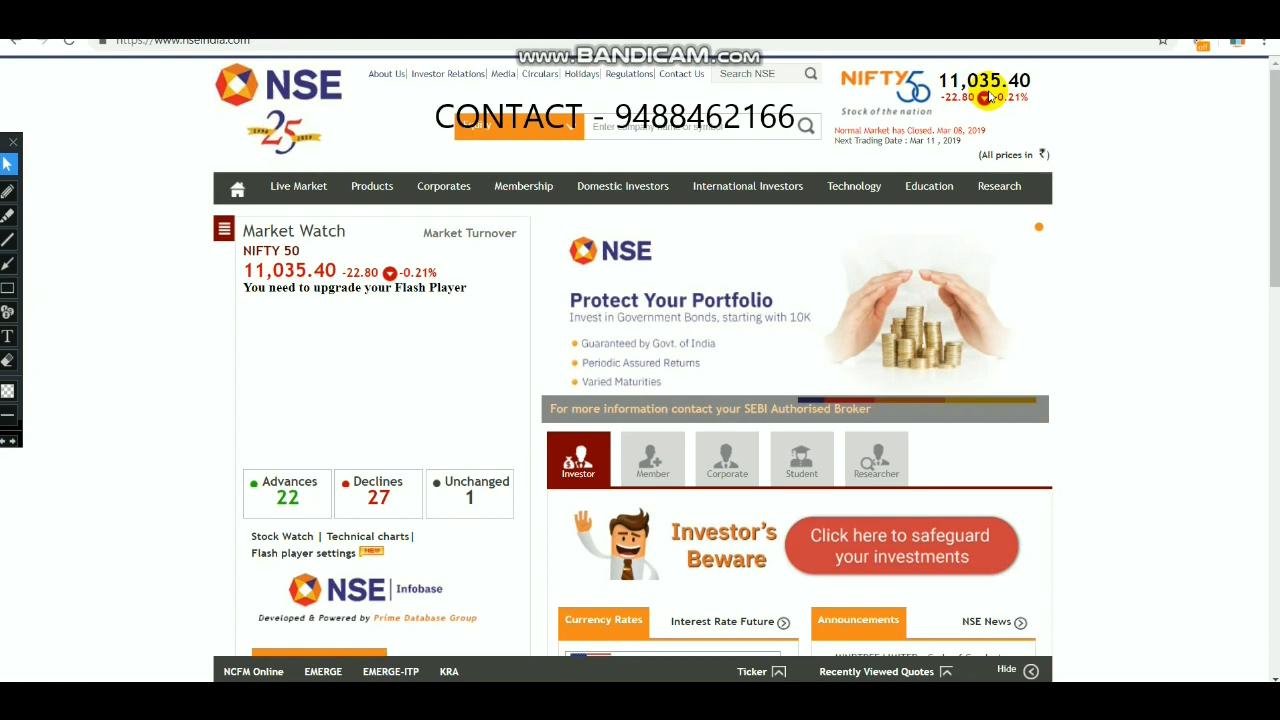 https://www.nseindia.com
www.BANDICAM.com
NSE
25
About Us| Investor Relations| Media| Circulars| Holidays| Regulations| Contact Us
Search NSE
CONTACT - 9488462166
Equity
Enter company name or symbol
NIFTY 50
Stock of the nation
11,035.40
-22.80 -0.21%
Normal Market has Closed. Mar 08, 2019
Next Trading Date : Mar 11 , 2019
(All prices in ₹)
Live Market Products Corporates Membership Domestic Investors International Investors Technology Education Research
Market Watch
Market Turnover
NIFTY 50
11,035.40 -22.80 -0.21%
You need to upgrade your Flash Player
NSE
Protect Your Portfolio
Invest in Government Bonds, starting with 10K
Guaranteed by Govt. of India
Periodic Assured Returns
Varied Maturities
For more information contact your SEBI Authorised Broker
Advances
22
Declines
27
Unchanged
1
Investor
Member
Corporate
Student
Researcher
Stock Watch | Technical charts|
Flash player settings NEW
NSE Infobase
Developed & Powered by Prime Database Group
Investor's
Beware
Click here to safeguard
your investments
Currency Rates
Interest Rate Future
Announcements
NSE News
NCFM Online EMERGE EMERGE-ITP KRA
Ticker
Recently Viewed Quotes
Hide